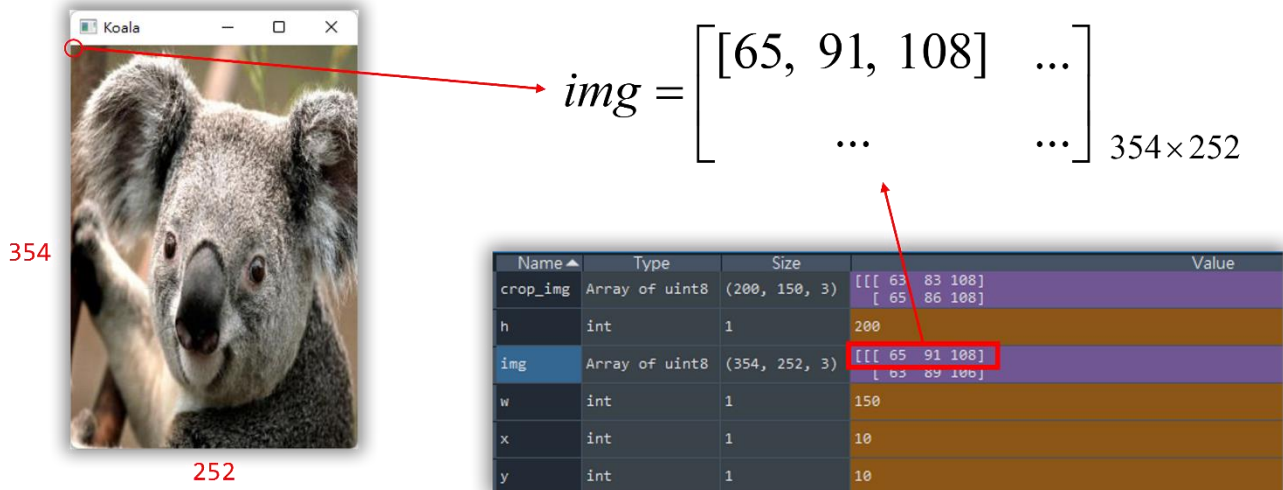 Koala
img = [[65, 91, 108] ...
... ...] 354×252
354
252
Name Type Size Value
crop_img Array of uint8 (200, 150, 3) [[[ 63 83 108]
[ 65 86 108]
h int 1 200
img Array of uint8 (354, 252, 3) [[[ 65 91 108]
[ 63 89 106]
w int 1 150
x int 1 10
y int 1 10